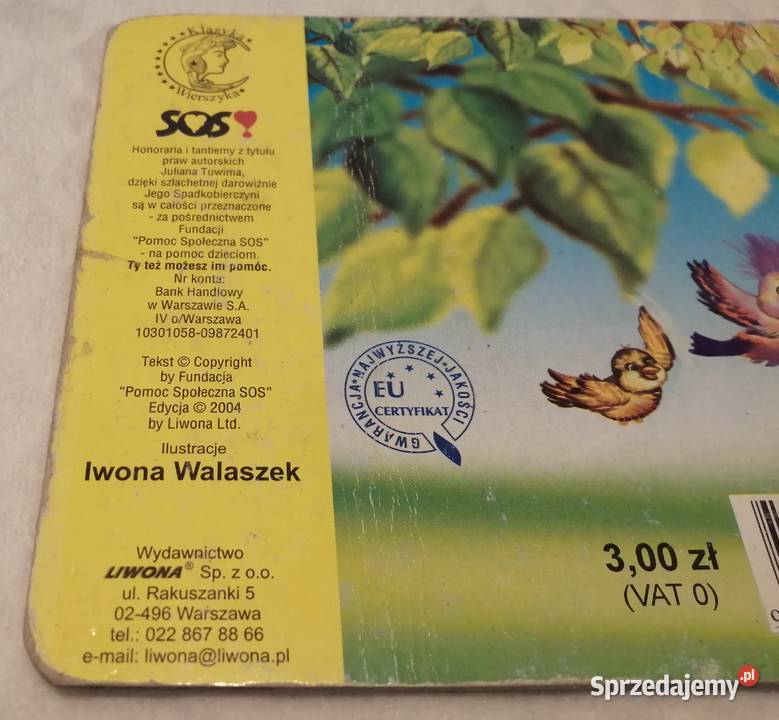 Klasyka
Wierszyka
SOS!
Honoraria i tantiemy z tytułu
praw autorskich
Juliana Tuwima,
dzięki szlachetnej darowiźnie
Jego Spadkobierczyni
są w całości przeznaczone
- za pośrednictwem
Fundacji
"Pomoc Społeczna SOS"
- na pomoc dzieciom.
Ty też możesz im pomóc.
Nr konta:
Bank Handlowy
w Warszawie S.A.
IV o/Warszawa
10301058-09872401
Tekst © Copyright
by Fundacja
"Pomoc Społeczna SOS"
Edycja © 2004
by Liwona Ltd.
Ilustracje
Iwona Walaszek
Wydawnictwo
LIWONA® Sp. z o.o.
ul. Rakuszanki 5
02-496 Warszawa
tel.: 022 867 88 66
e-mail: liwona@liwona.pl
GWARANCJA NAJWYŻSZEJ JAKOŚCI
EU
CERTYFIKAT
3,00 zł
(VAT 0)
Sprzedajemy.pl